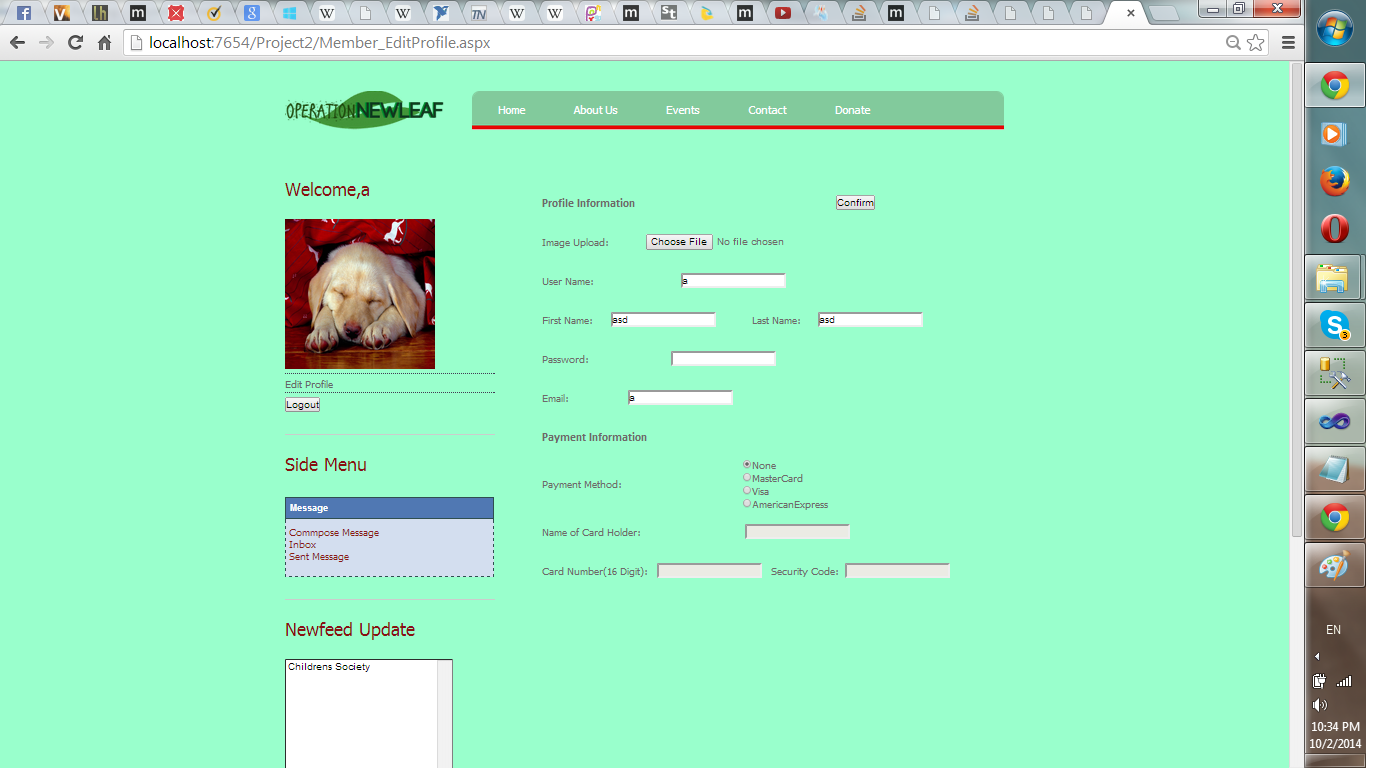 localhost:7654/Project2/Member_EditProfile.aspx
OPERATIONNEWLEAF
Home About Us Events Contact Donate
Welcome,a
Edit Profile
Logout
Side Menu
Message
Commpose Message
Inbox
Sent Message
Newfeed Update
Childrens Society
Profile Information Confirm
Image Upload: Choose File No file chosen
User Name: a
First Name: asd Last Name: asd
Password:
Email: a
Payment Information
Payment Method:
None
MasterCard
Visa
AmericanExpress
Name of Card Holder:
Card Number(16 Digit): Security Code:
EN
10:34 PM
10/2/2014